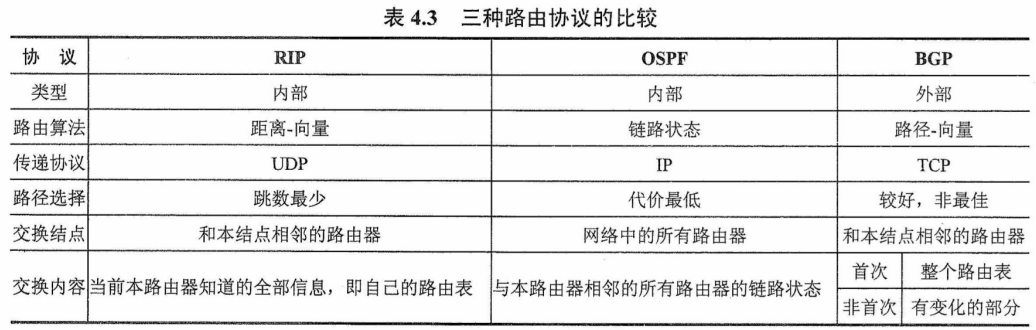 表 4.3 三种路由协议的比较
协 议 RIP OSPF BGP
类型 内部 内部 外部
路由算法 距离-向量 链路状态 路径-向量
传递协议 UDP IP TCP
路径选择 跳数最少 代价最低 较好，非最佳
交换结点 和本结点相邻的路由器 网络中的所有路由器 和本结点相邻的路由器
交换内容 当前本路由器知道的全部信息，即自己的路由表 与本路由器相邻的所有路由器的链路状态 首次 整个路由表
非首次 有变化的部分